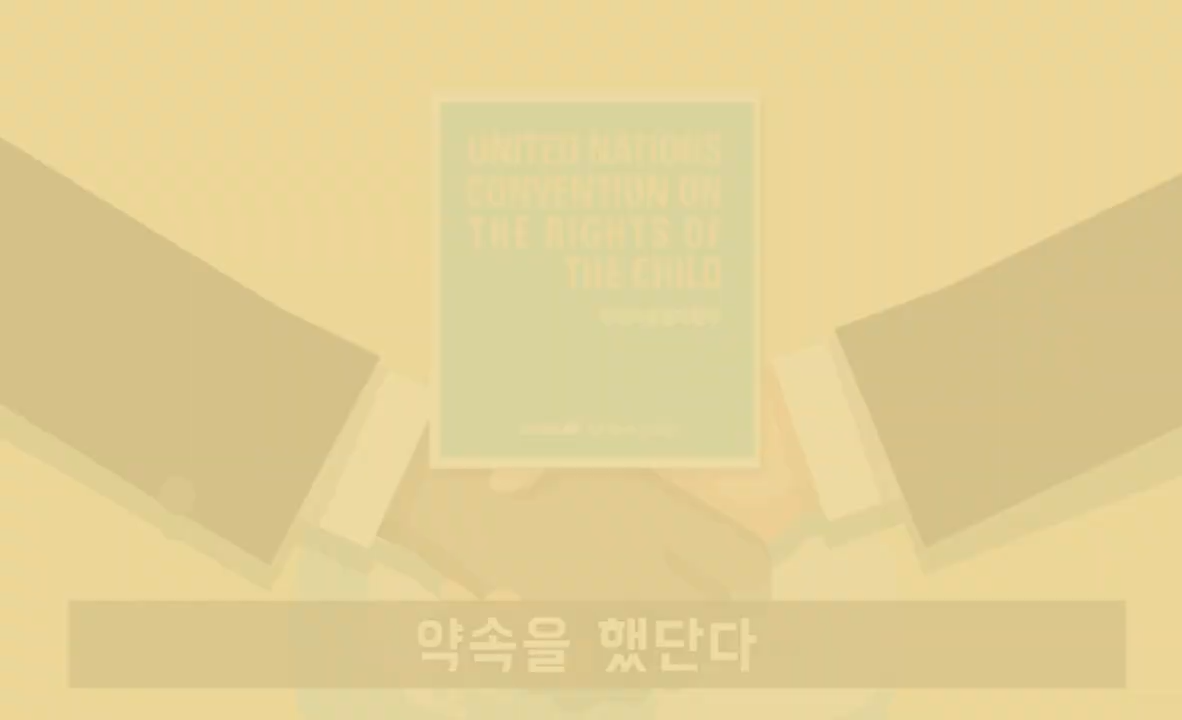 UNITED NATIONS
CONVENTION ON
THE RIGHTS OF
THE CHILD
약속을 했단다